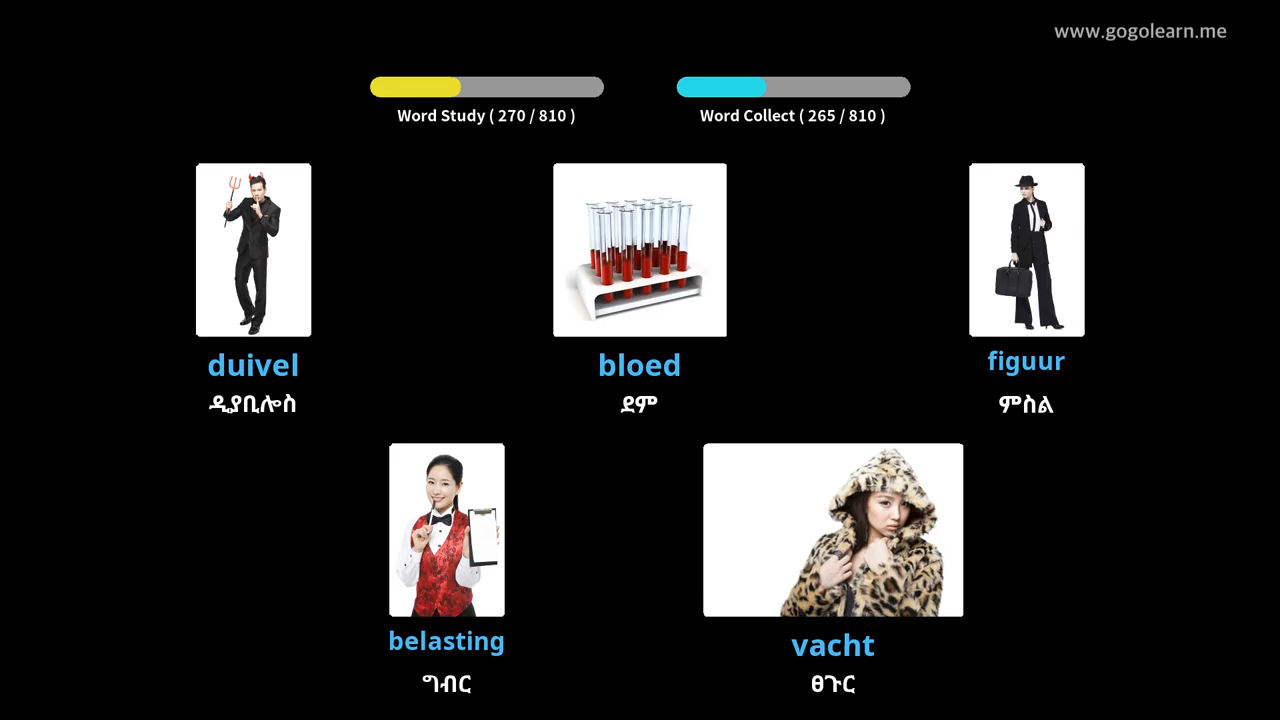 www.gogolearn.me
Word Study ( 270 / 810 )
Word Collect ( 265 / 810 )
duivel
ዲያቢሎስ
bloed
ደም
figuur
ምስል
belasting
ግብር
vacht
ፀጉር